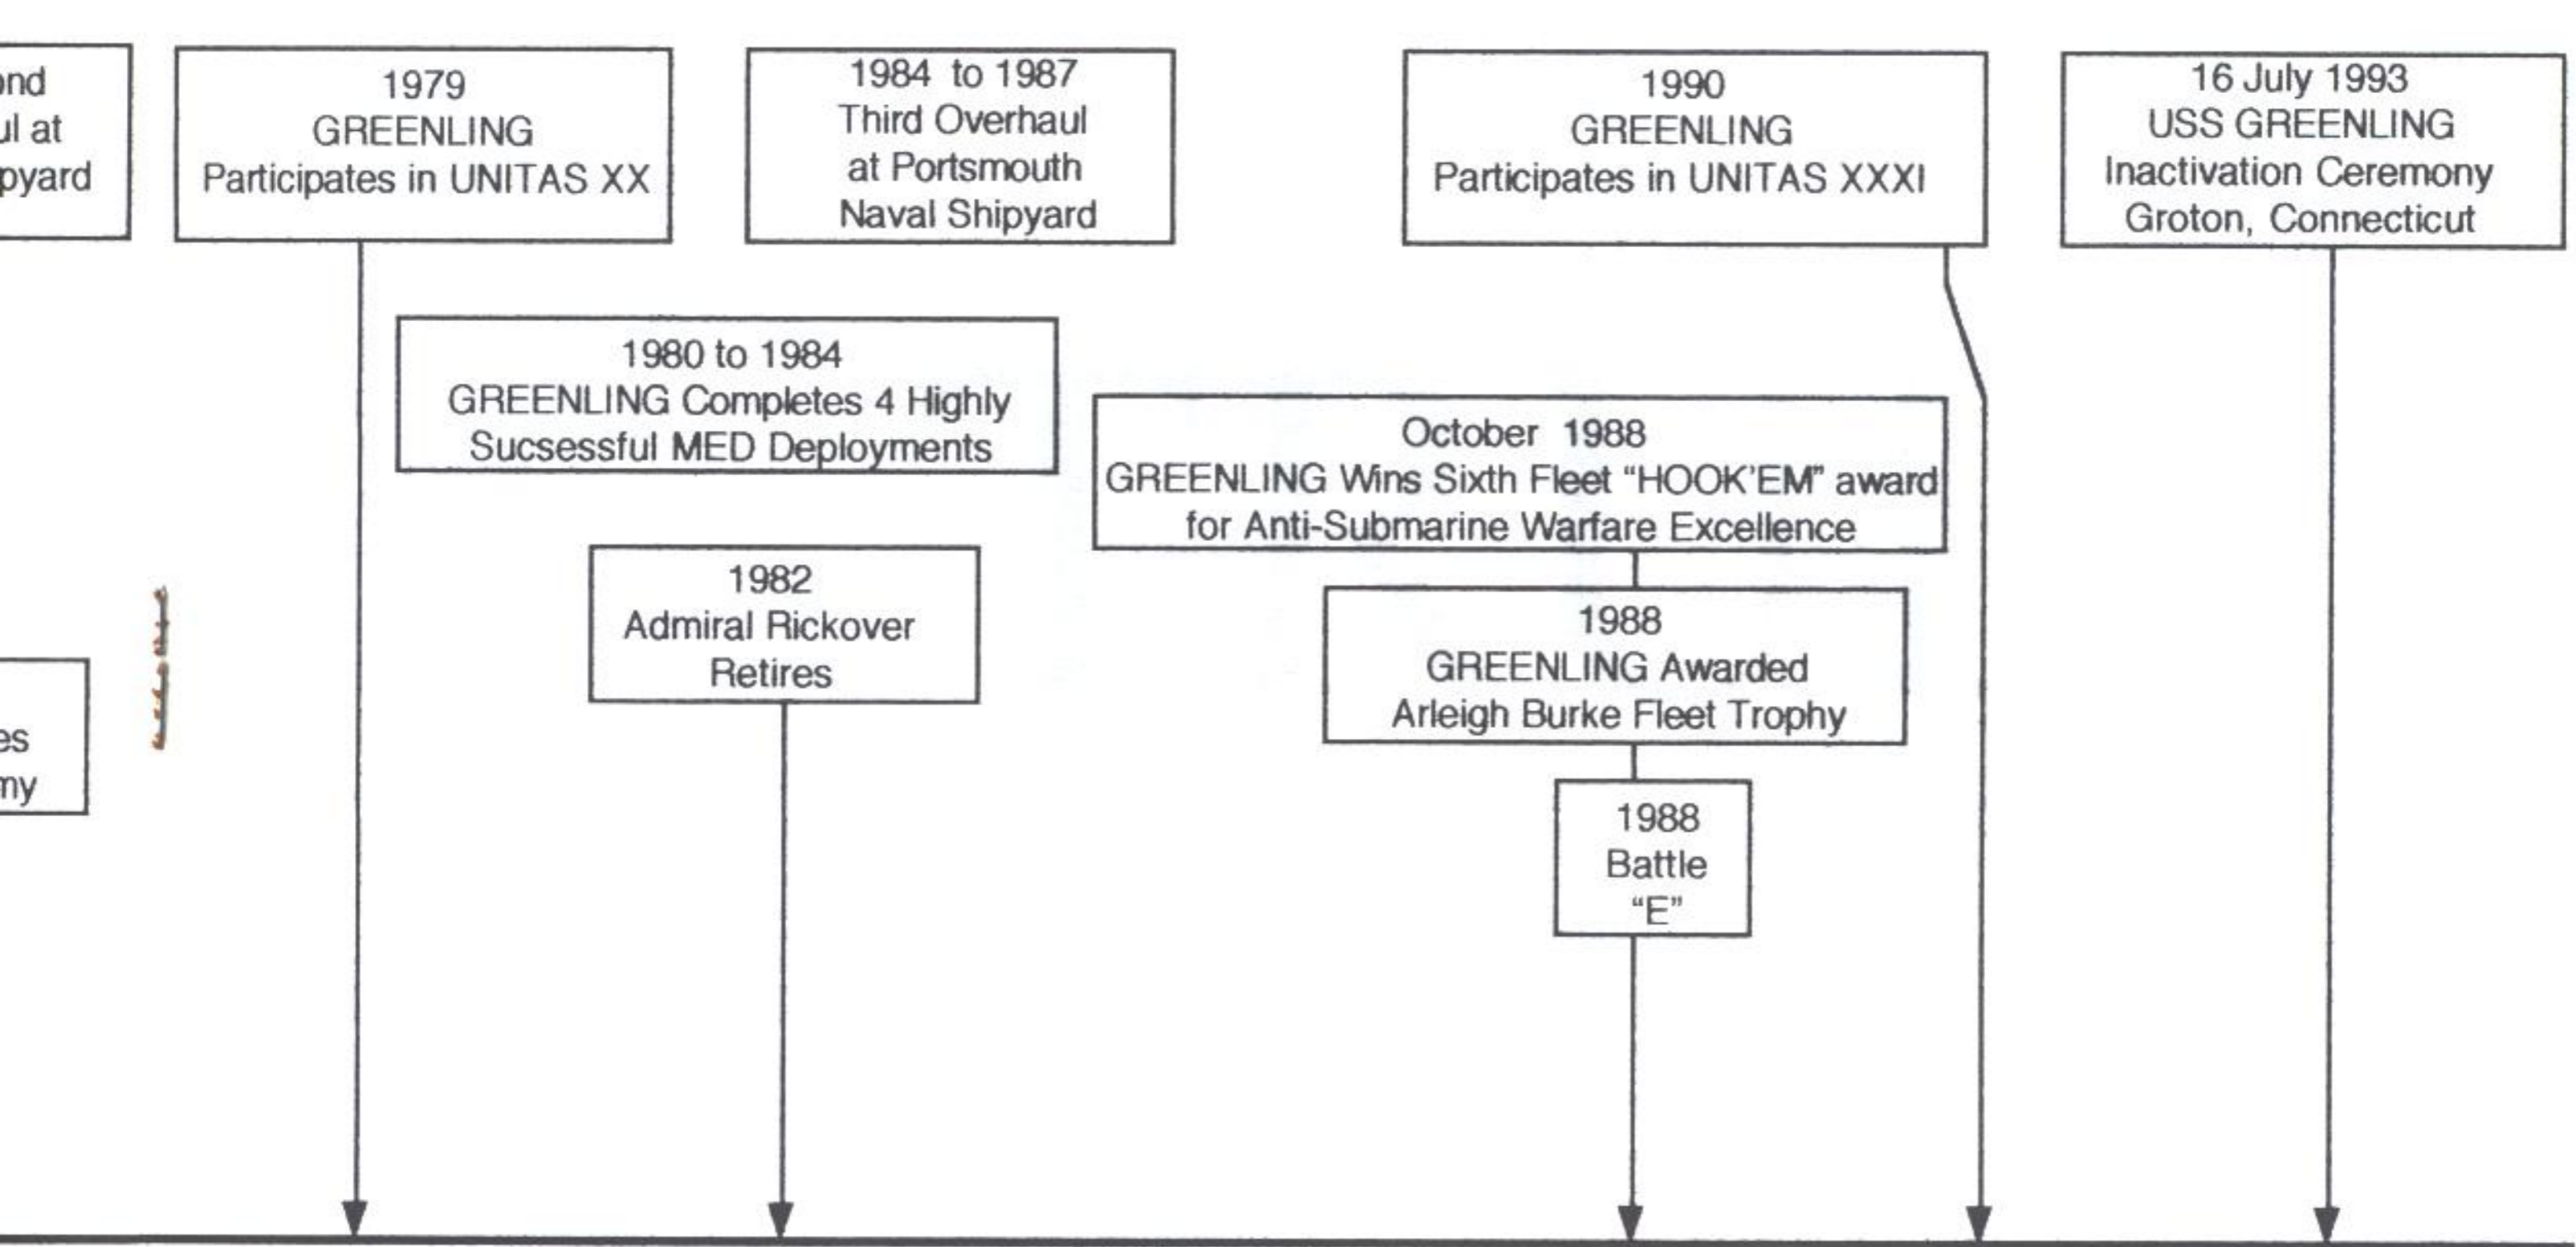 ond
ul at
pyard
1979
GREENLING
Participates in UNITAS XX
1984 to 1987
Third Overhaul
at Portsmouth
Naval Shipyard
1990
GREENLING
Participates in UNITAS XXXI
16 July 1993
USS GREENLING
Inactivation Ceremony
Groton, Connecticut
1980 to 1984
GREENLING Completes 4 Highly
Sucsessful MED Deployments
October 1988
GREENLING Wins Sixth Fleet “HOOK’EM” award
for Anti-Submarine Warfare Excellence
1982
Admiral Rickover
Retires
1988
GREENLING Awarded
Arleigh Burke Fleet Trophy
es
my
1988
Battle
“E”